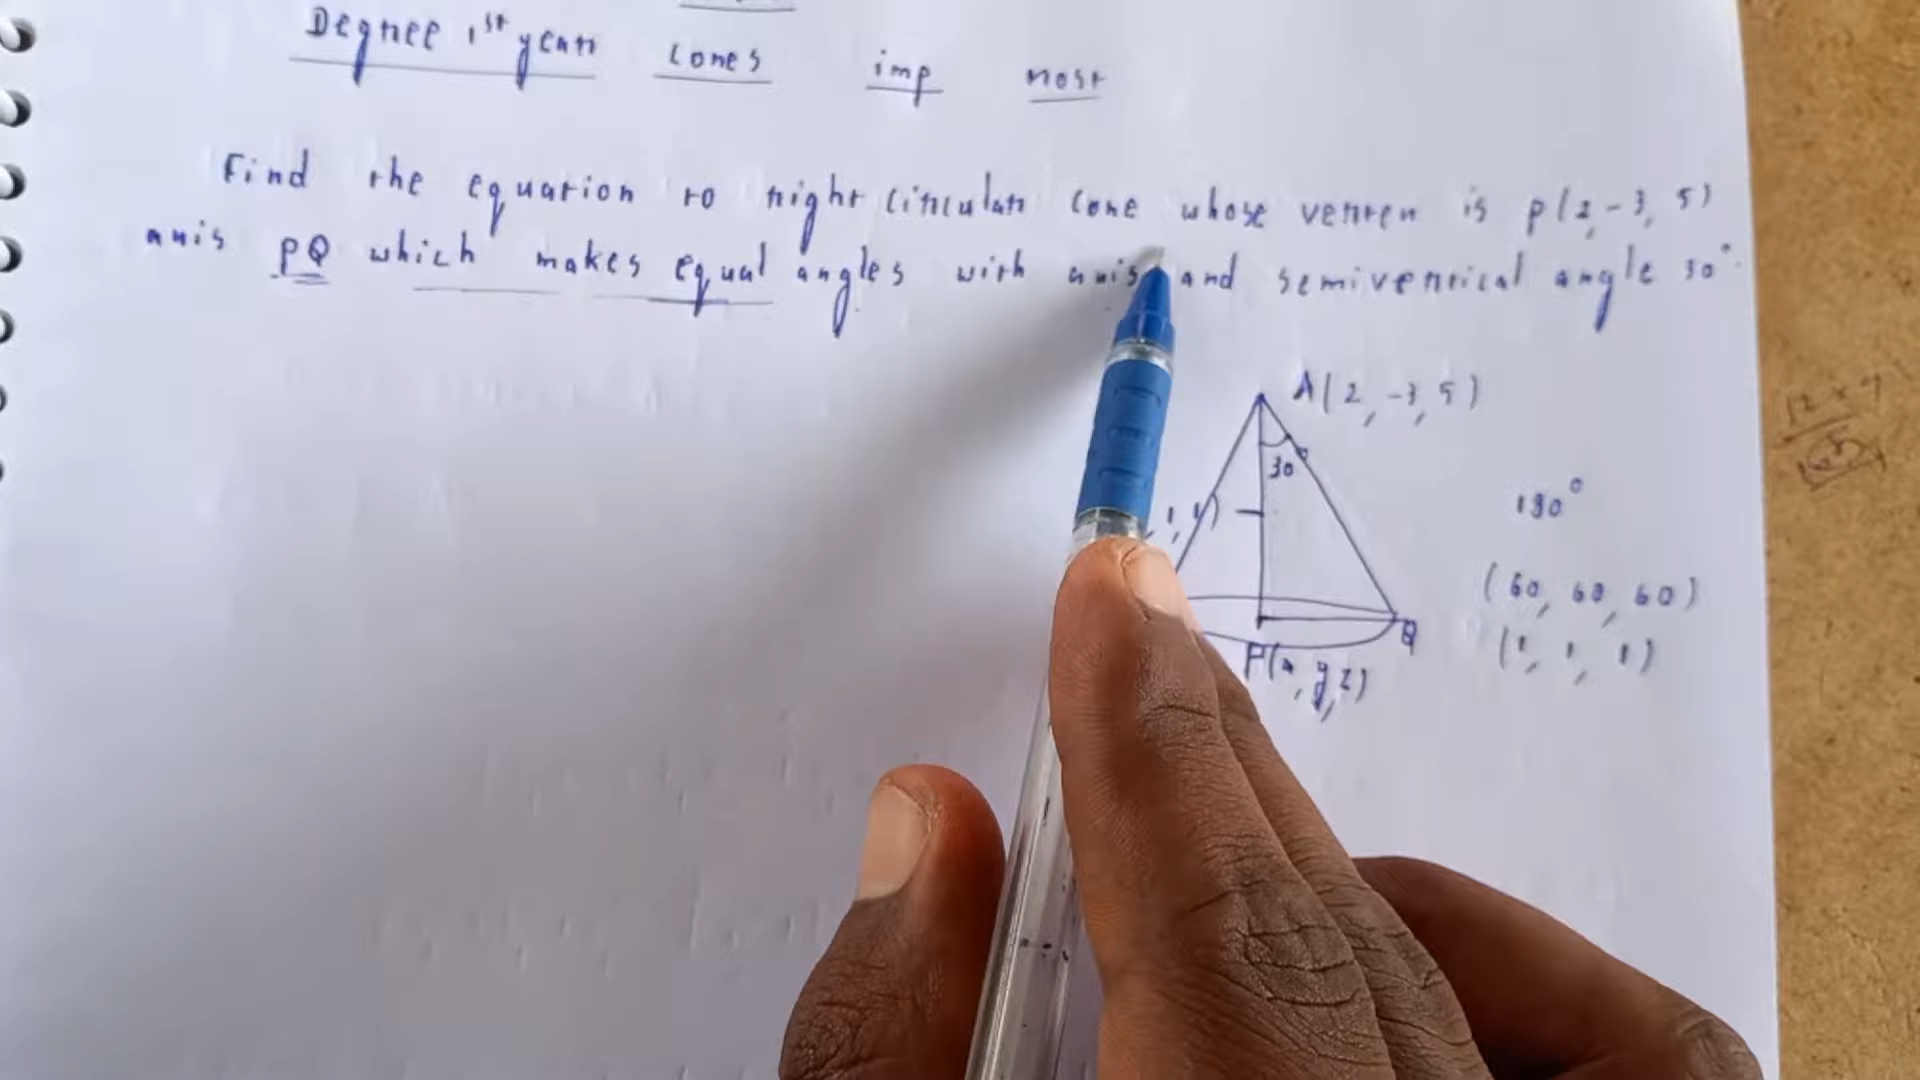 Degree 1st year cones imp most
Find the equation to right circular cone whose vertex is P(2, -3, 5)
axis PQ which makes equal angles with axis and semivertical angle 30°.
A(2, -3, 5)
30°
, 1, 1)
180°
(60, 60, 60)
(1, 1, 1)
P(x, y, z)